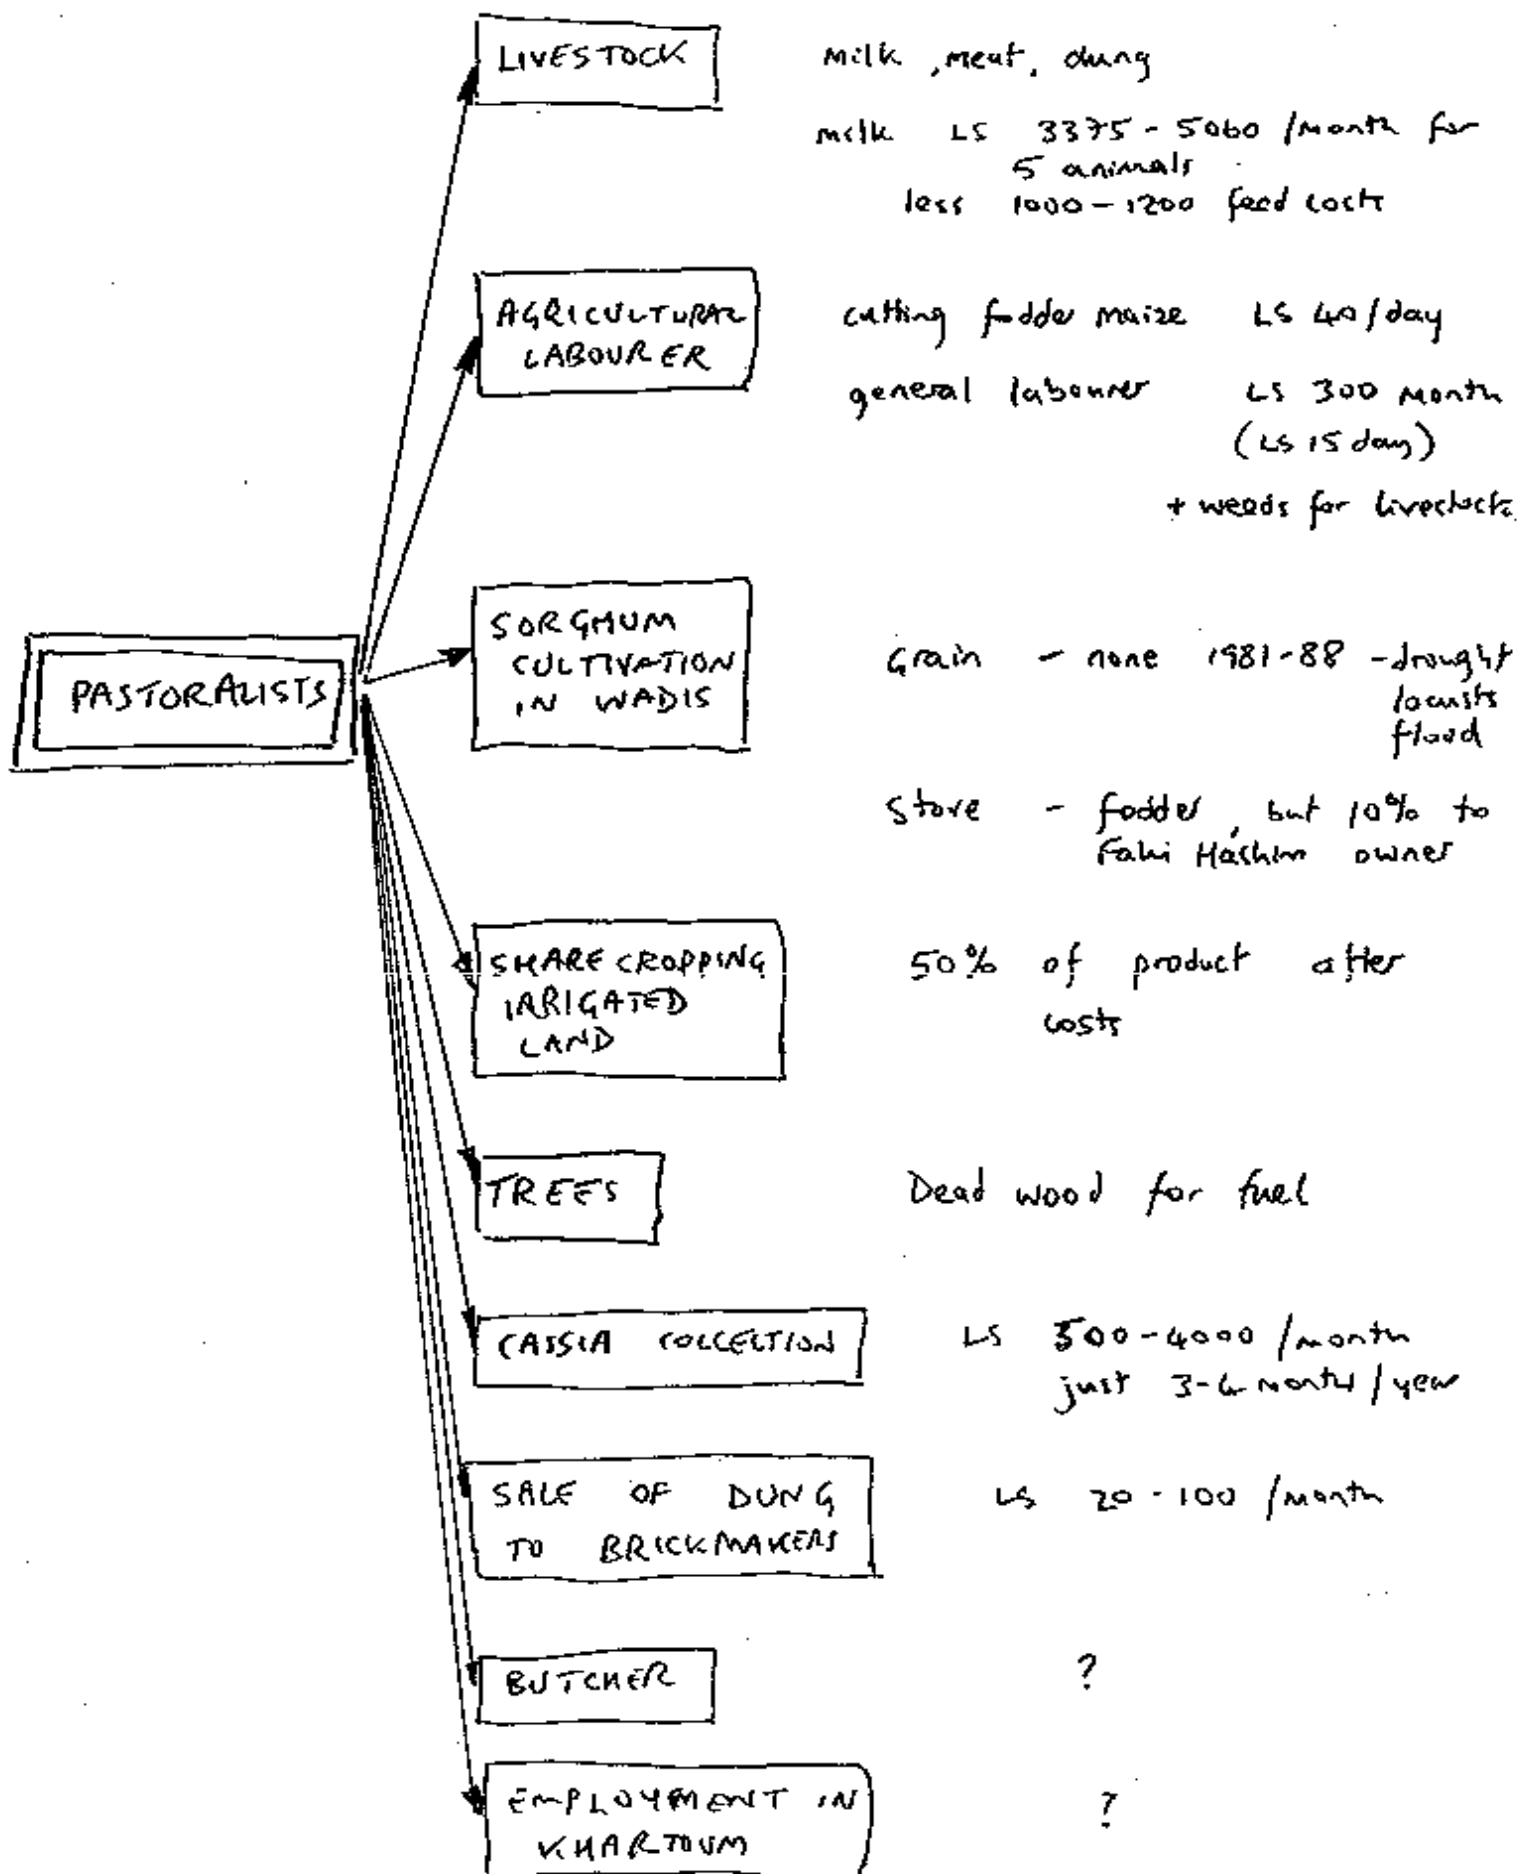 LIVESTOCK
milk, meat, dung
milk LS 3375 - 5060 /month for
5 animals
less 1000 - 1200 feed costs
AGRICULTURAL
LABOURER
cutting fodder maize LS 40/day
general labourer LS 300 month
(LS 15 day)
+ weeds for livestock
PASTORALISTS
SORGHUM
CULTIVATION
IN WADIS
Grain - none 1981-88 - drought
locusts
flood
Stove - fodder, but 10% to
Faki Hashim owner
SHARECROPPING
IRRIGATED
LAND
50% of product after
costs
TREES
Dead wood for fuel
CASSIA COLLECTION
LS 500-4000 /month
just 3-4 months/year
SALE OF DUNG
TO BRICKMAKERS
LS 20 - 100 /month
BUTCHER
?
EMPLOYMENT IN
KHARTOUM
?